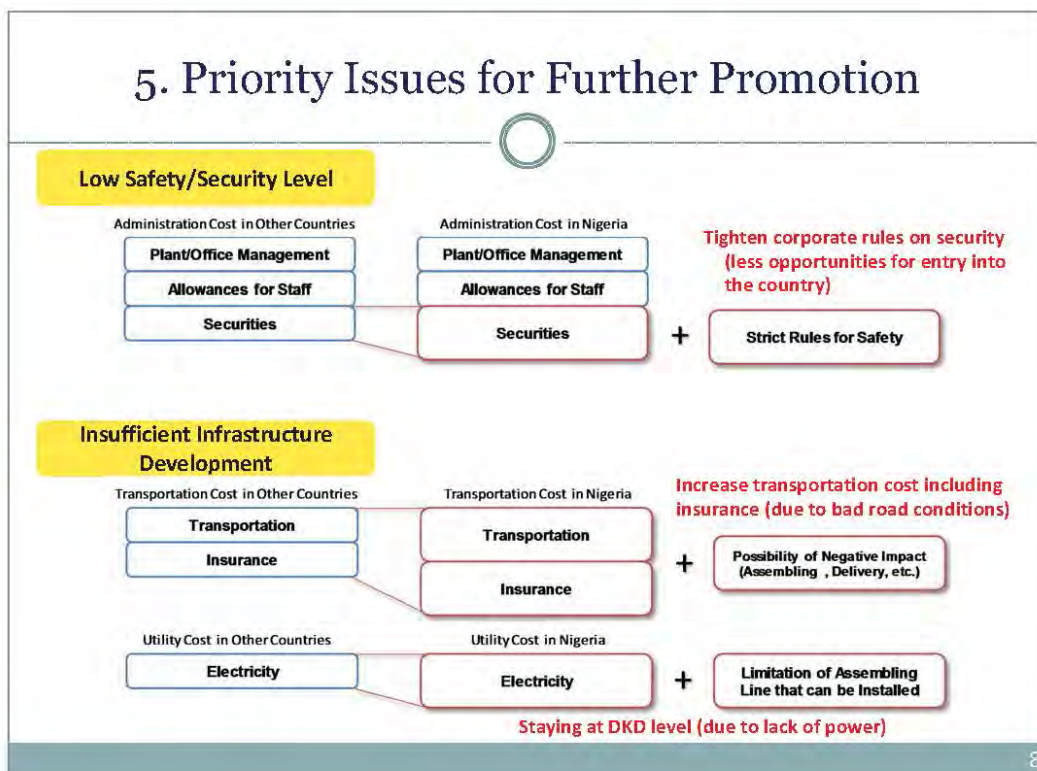 5. Priority Issues for Further Promotion
Low Safety/Security Level
Administration Cost in Other Countries
Plant/Office Management
Allowances for Staff
Securities
Administration Cost in Nigeria
Plant/Office Management
Allowances for Staff
Securities
+
Tighten corporate rules on security
(less opportunities for entry into
the country)
Strict Rules for Safety
Insufficient Infrastructure
Development
Transportation Cost in Other Countries
Transportation
Insurance
Transportation Cost in Nigeria
Transportation
Insurance
+
Increase transportation cost including
insurance (due to bad road conditions)
Possibility of Negative Impact
(Assembling , Delivery, etc.)
Utility Cost in Other Countries
Electricity
Utility Cost in Nigeria
Electricity
+
Limitation of Assembling
Line that can be Installed
Staying at DKD level (due to lack of power)
8